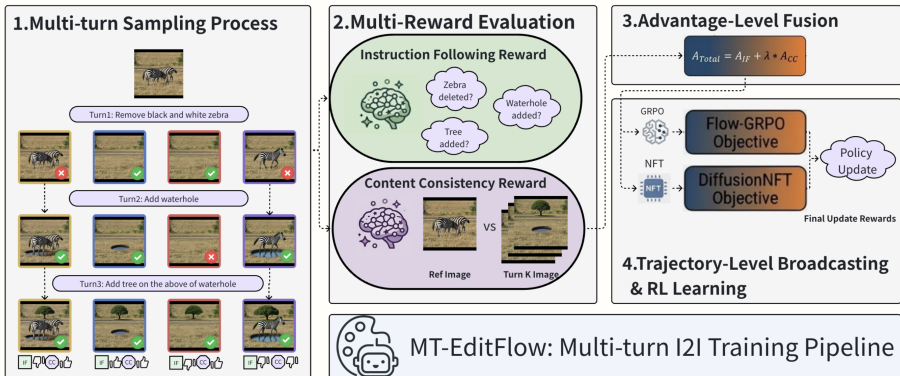 1.Multi-turn Sampling Process
Turn1: Remove black and white zebra
Turn2: Add waterhole
Turn3: Add tree on the above of waterhole
IF CC IF CC IF CC IF CC
2.Multi-Reward Evaluation
Instruction Following Reward
Zebra
deleted?
Waterhole
added?
Tree
added?
Content Consistency Reward
VS
Ref Image
Turn K Image
3.Advantage-Level Fusion
A_Total = A_IF + λ * A_CC
GRPO
Flow-GRPO
Objective
NFT
NFT
DiffusionNFT
Objective
Policy
Update
Final Update Rewards
4.Trajectory-Level Broadcasting
& RL Learning
MT-EditFlow: Multi-turn I2I Training Pipeline